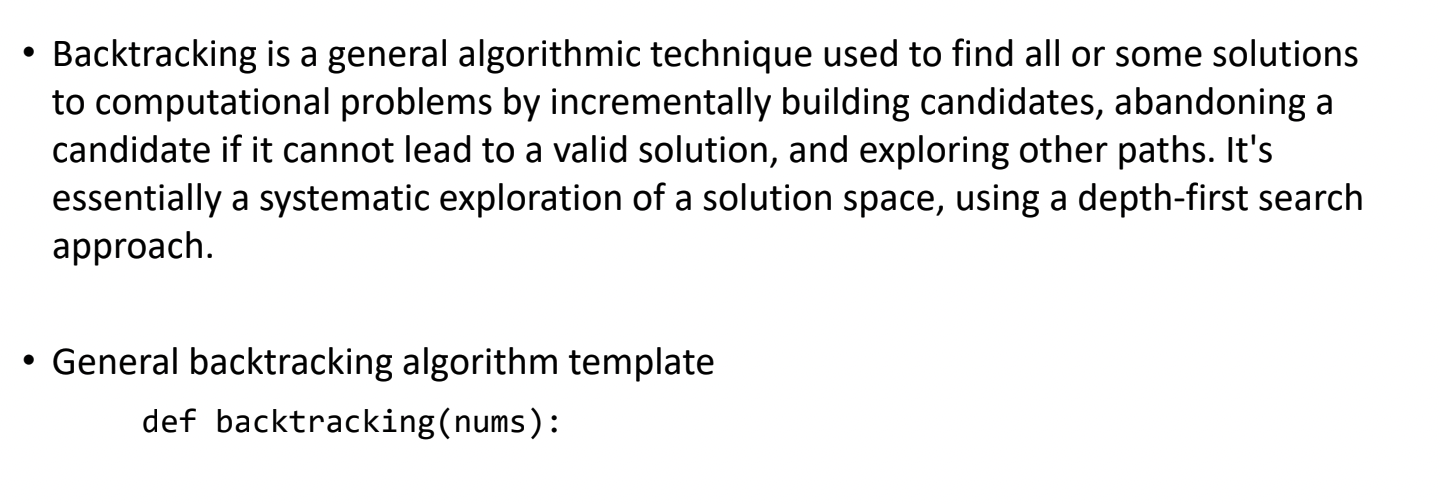 • Backtracking is a general algorithmic technique used to find all or some solutions
to computational problems by incrementally building candidates, abandoning a
candidate if it cannot lead to a valid solution, and exploring other paths. It's
essentially a systematic exploration of a solution space, using a depth-first search
approach.
• General backtracking algorithm template
def backtracking(nums):